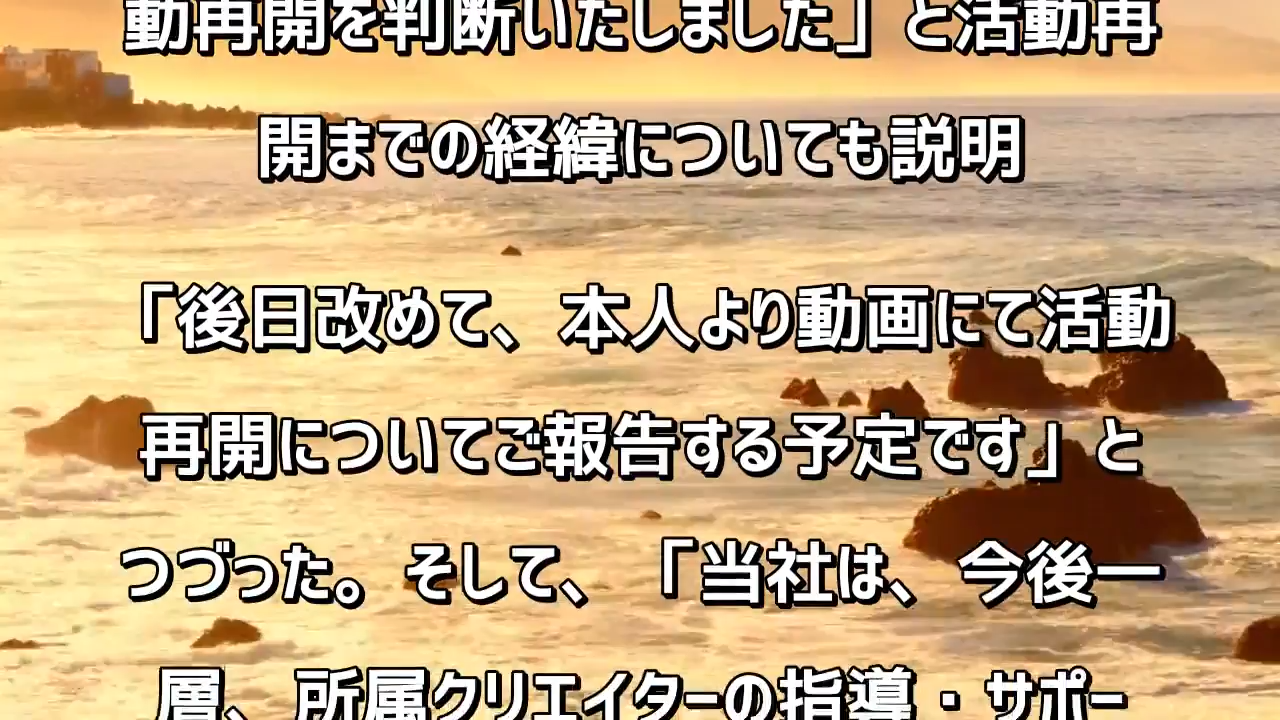 動再開を判断いたしました」と活動再
開までの経緯についても説明
「後日改めて、本人より動画にて活動
再開についてご報告する予定です」と
つづった。そして、「当社は、今後一
層、所属クリエイターの指導・サポー